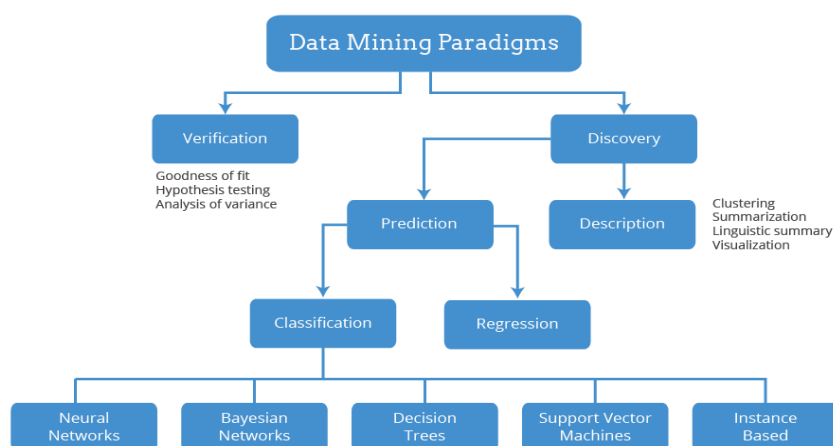 Data Mining Paradigms
Verification
Discovery
Goodness of fit
Hypothesis testing
Analysis of variance
Prediction
Description
Clustering
Summarization
Linguistic summary
Visualization
Classification
Regression
Neural
Networks
Bayesian
Networks
Decision
Trees
Support Vector
Machines
Instance
Based